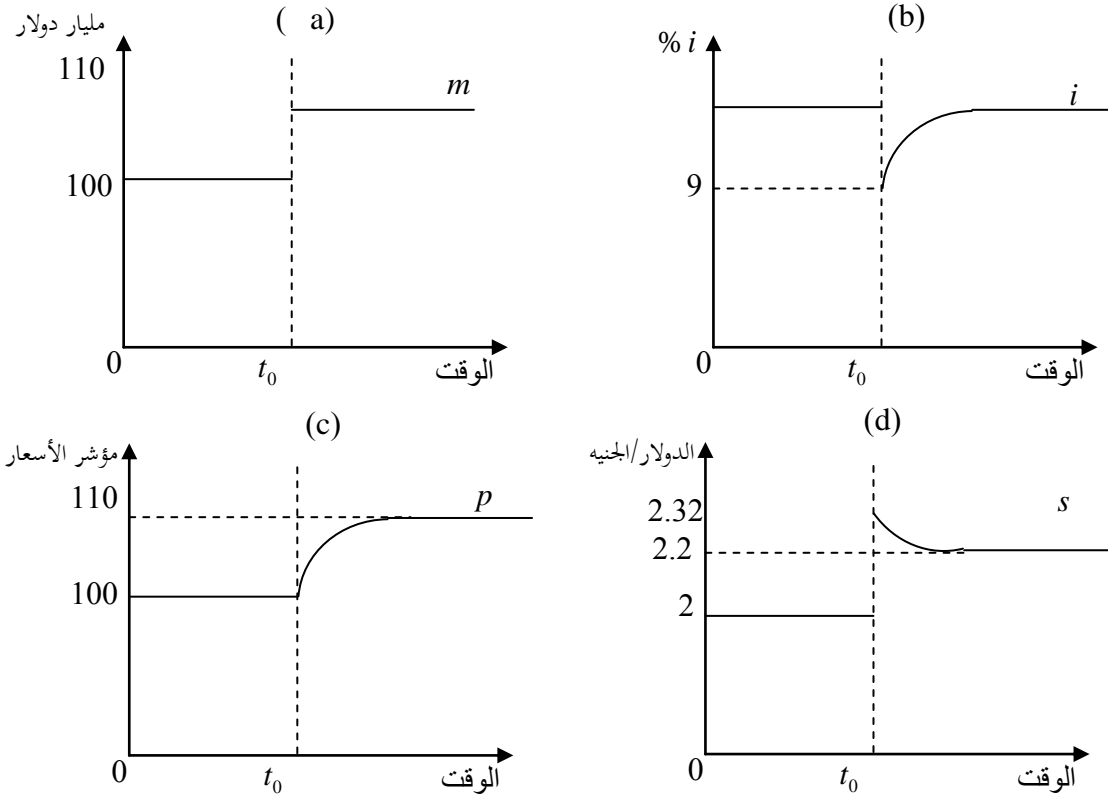 (a)
مليار دولار
110
m
100
0
t₀
الوقت
(b)
% i
i
9
0
t₀
الوقت
(c)
مؤشر الأسعار
110
p
100
0
t₀
الوقت
(d)
الدولار/الجنيه
2.32
s
2.2
2
0
t₀
الوقت